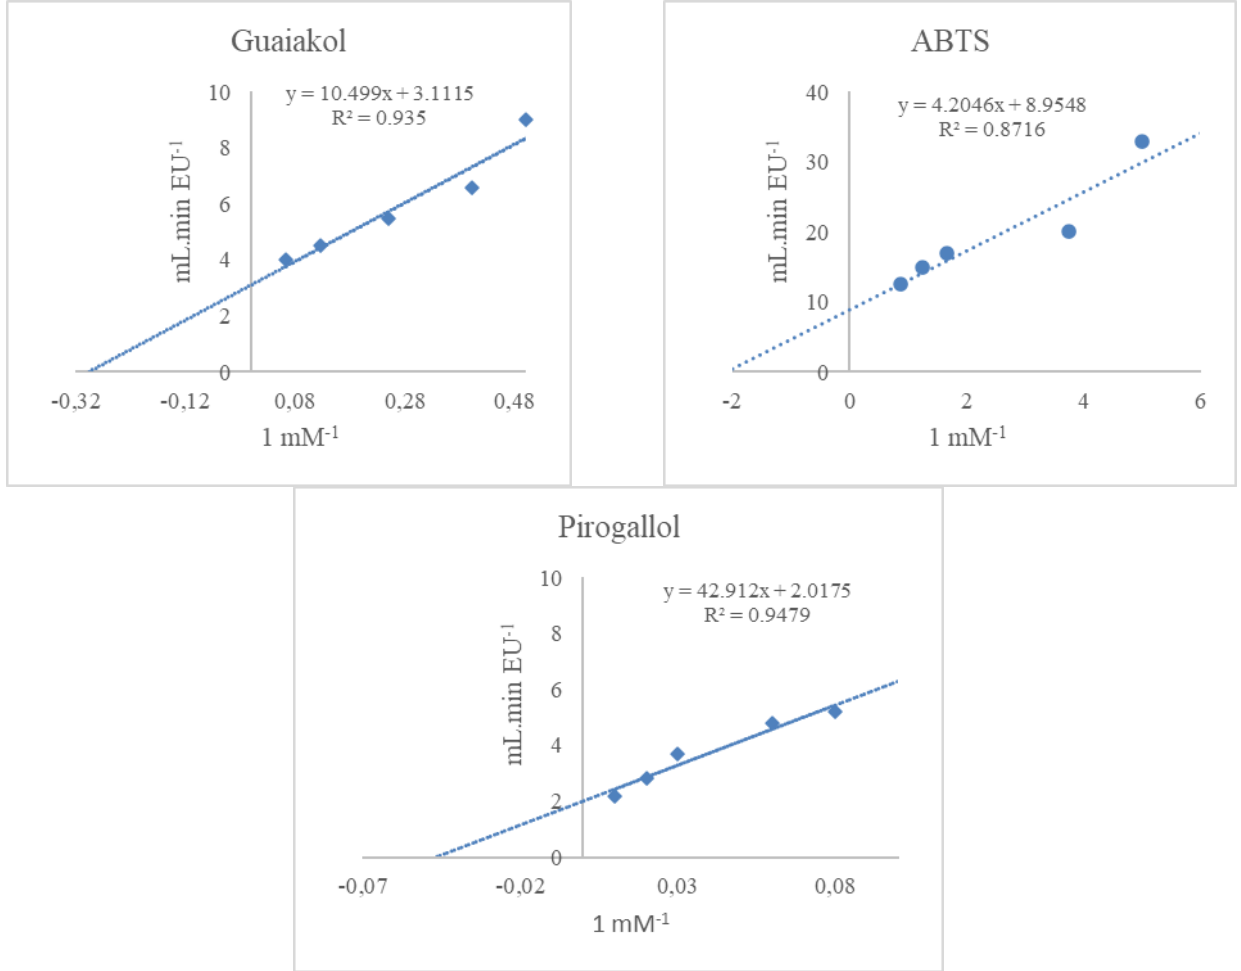 Guaiakol
y = 10.499x + 3.1115
R² = 0.935
10
8
6
4
2
0
mL.min EU⁻¹
-0,32
-0,12
0,08
0,28
0,48
1 mM⁻¹
ABTS
y = 4.2046x + 8.9548
R² = 0.8716
40
30
20
10
0
mL.min EU⁻¹
-2
0
2
4
6
1 mM⁻¹
Pirogallol
y = 42.912x + 2.0175
R² = 0.9479
10
8
6
4
2
0
mL.min EU⁻¹
-0,07
-0,02
0,03
0,08
1 mM⁻¹